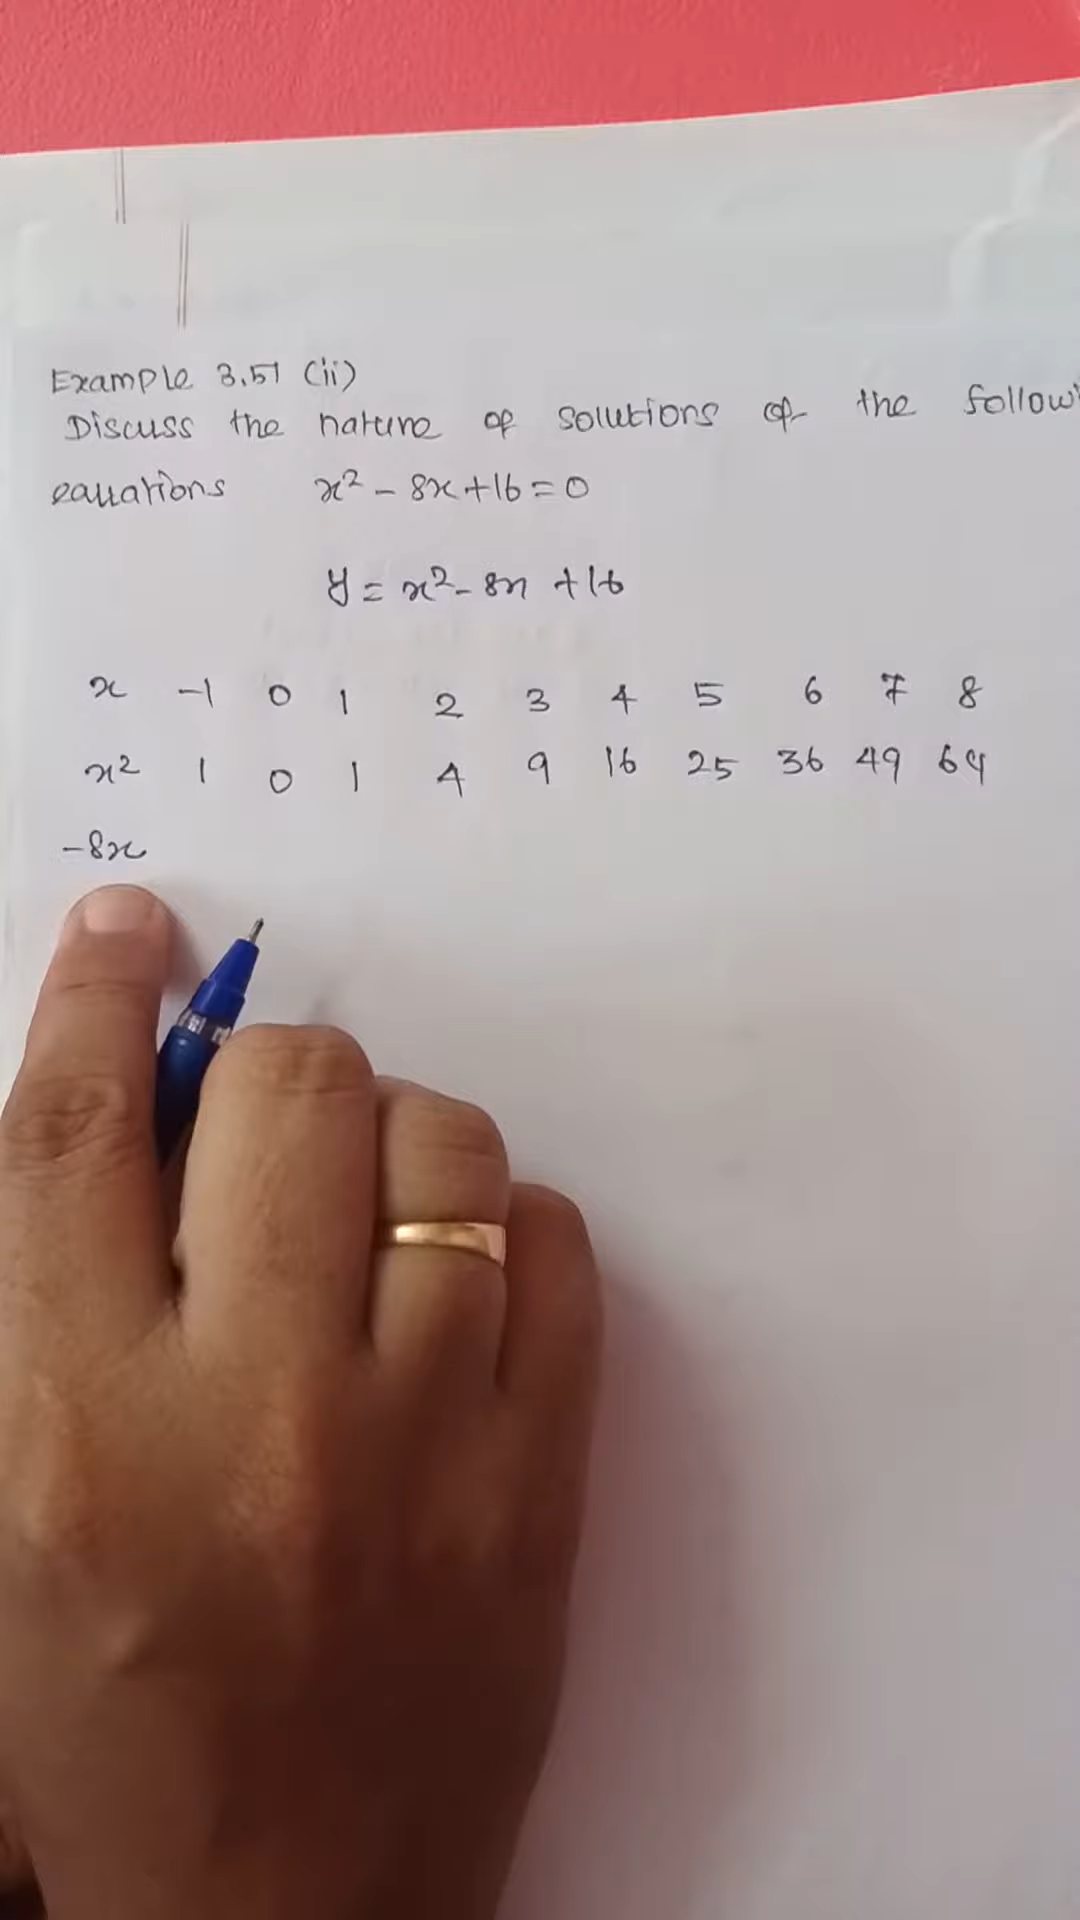 Example 3.51 (ii)
Discuss the nature of solutions of the follow
equations x² - 8x + 16 = 0
y = x² - 8x + 16
x -1 0 1 2 3 4 5 6 7 8
x² 1 0 1 4 9 16 25 36 49 64
-8x